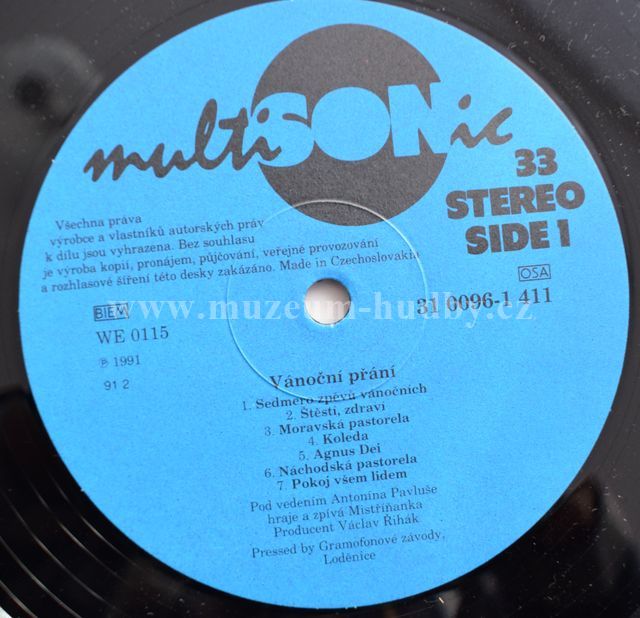 multiSONic
33
STEREO
SIDE 1
Všechna práva
výrobce a vlastníků autorských práv
k dílu jsou vyhrazena. Bez souhlasu
je výroba kopií, pronájem, půjčování, veřejné provozování
a rozhlasové šíření této desky zakázáno. Made in Czechoslovakia
OSA
www.muzeum-hudby.cz
BIEM
31 0096-1 411
WE 0115
℗ 1991
91 2
Vánoční přání
1. Sedmero zpěvů vánočních
2. Štěstí, zdraví
3. Moravská pastorela
4. Koleda
5. Agnus Dei
6. Náchodská pastorela
7. Pokoj všem lidem
Pod vedením Antonína Pavluše
hraje a zpívá Mistříňanka
Producent Václav Řihák
Pressed by Gramofonové závody,
Loděnice